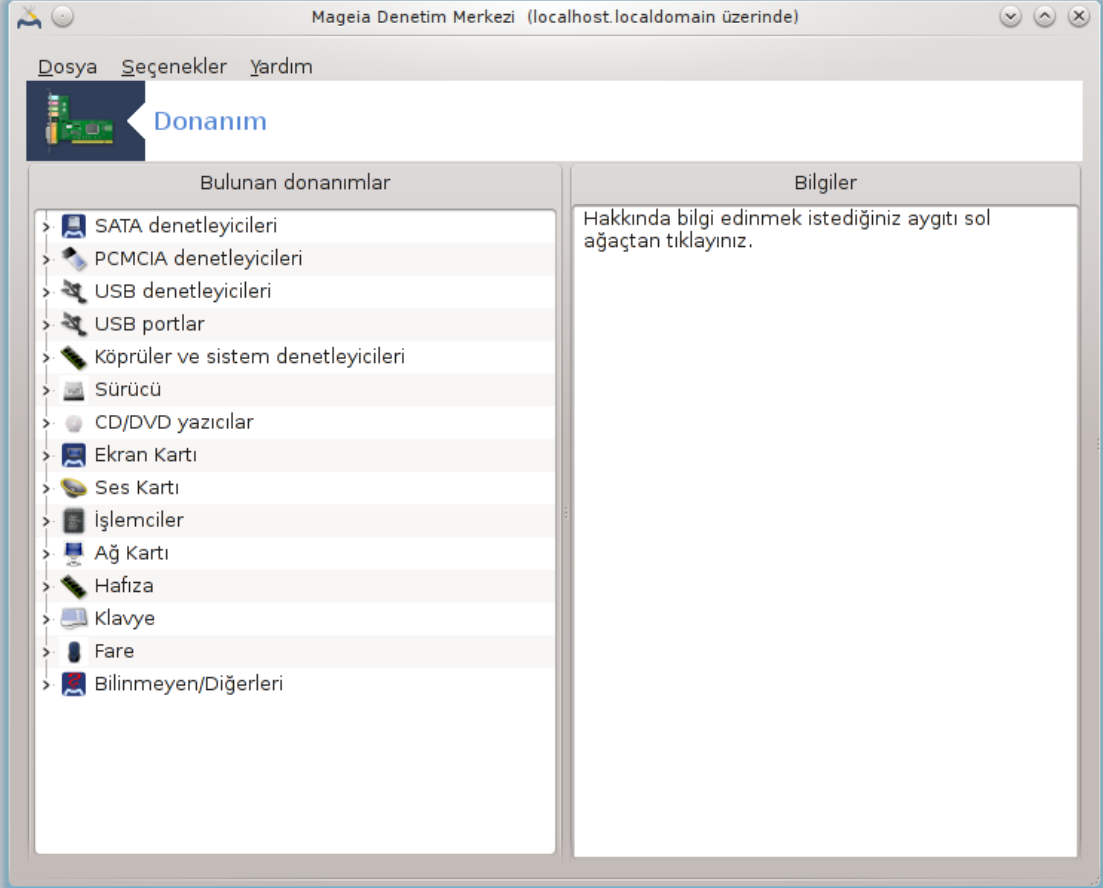 Mageia Denetim Merkezi (localhost.localdomain üzerinde)
Dosya Seçenekler Yardım
Donanım
Bulunan donanımlar
SATA denetleyicileri
PCMCIA denetleyicileri
USB denetleyicileri
USB portlar
Köprüler ve sistem denetleyicileri
Sürücü
CD/DVD yazıcılar
Ekran Kartı
Ses Kartı
İşlemciler
Ağ Kartı
Hafıza
Klavye
Fare
Bilinmeyen/Diğerleri
Bilgiler
Hakkında bilgi edinmek istediğiniz aygıtı sol
ağaçtan tıklayınız.